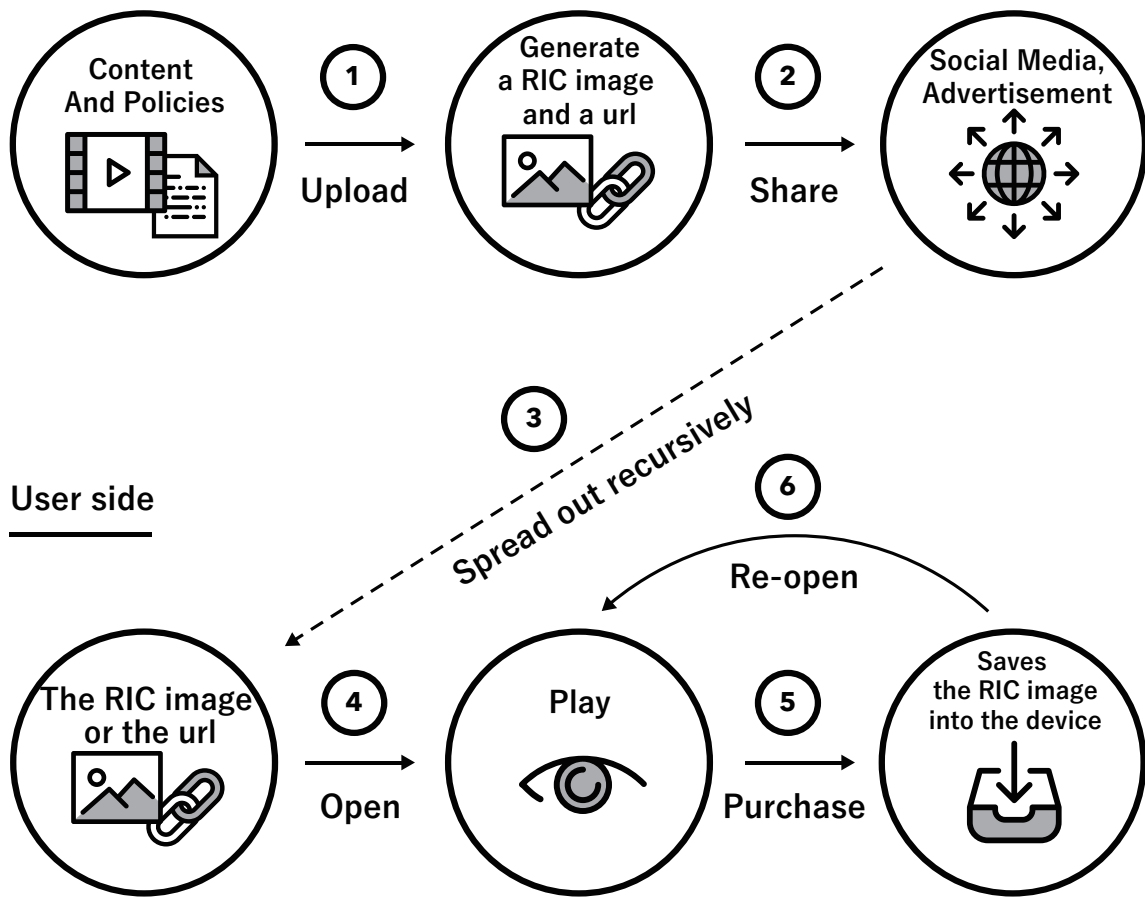 Content
And Policies
1
Upload
Generate
a RIC image
and a url
2
Share
Social Media,
Advertisement
3
Spread out recursively
User side
The RIC image
or the url
4
Open
Play
5
Purchase
6
Re-open
Saves
the RIC image
into the device